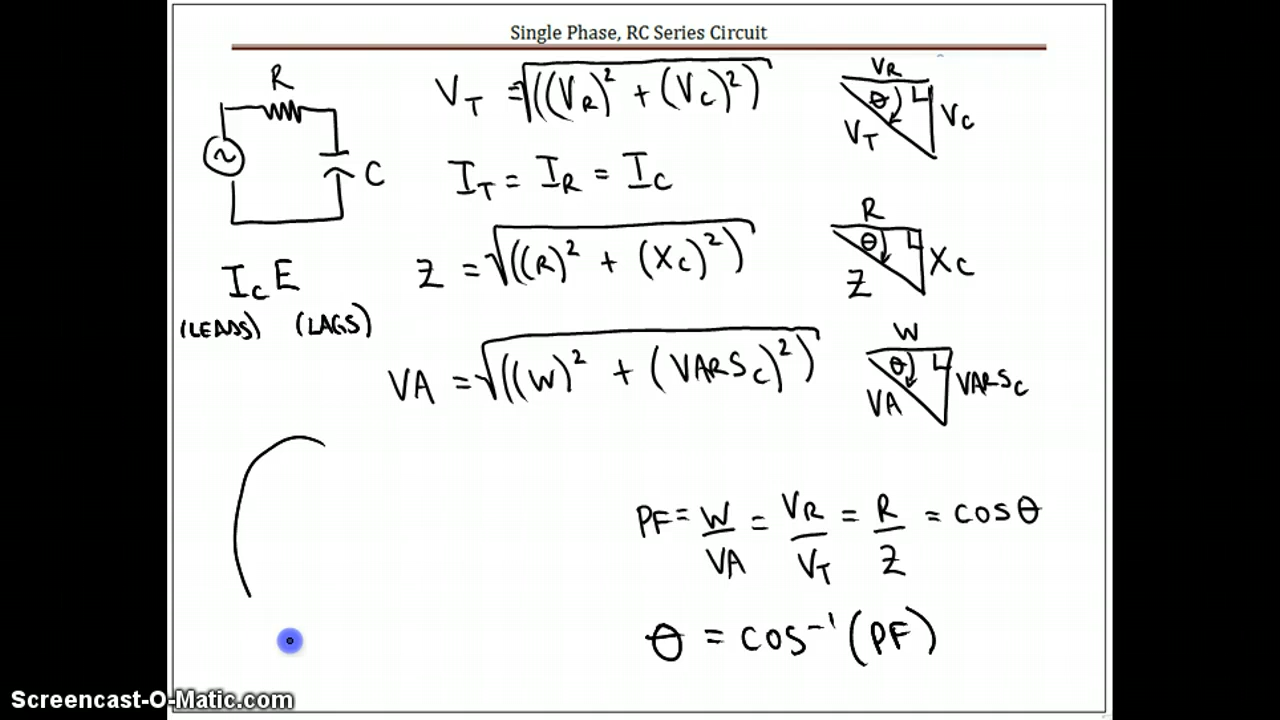 Single Phase, RC Series Circuit
R
C
I_C E
(LEADS) (LAGS)
V_T = √((V_R)² + (V_C)²)
V_R
θ
V_T
V_C
I_T = I_R = I_C
Z = √((R)² + (X_C)²)
R
θ
Z
X_C
VA = √((W)² + (VARS_C)²)
W
θ
VA
VARS_C
PF = W/VA = V_R/V_T = R/Z = COS θ
θ = COS⁻¹ (PF)
Screencast-O-Matic.com